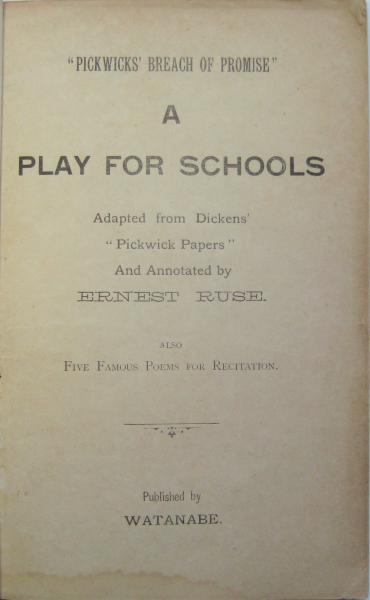 "PICKWICKS' BREACH OF PROMISE"
A
PLAY FOR SCHOOLS
Adapted from Dickens'
"Pickwick Papers"
And Annotated by
ERNEST RUSE.
ALSO
FIVE FAMOUS POEMS FOR RECITATION.
Published by
WATANABE.